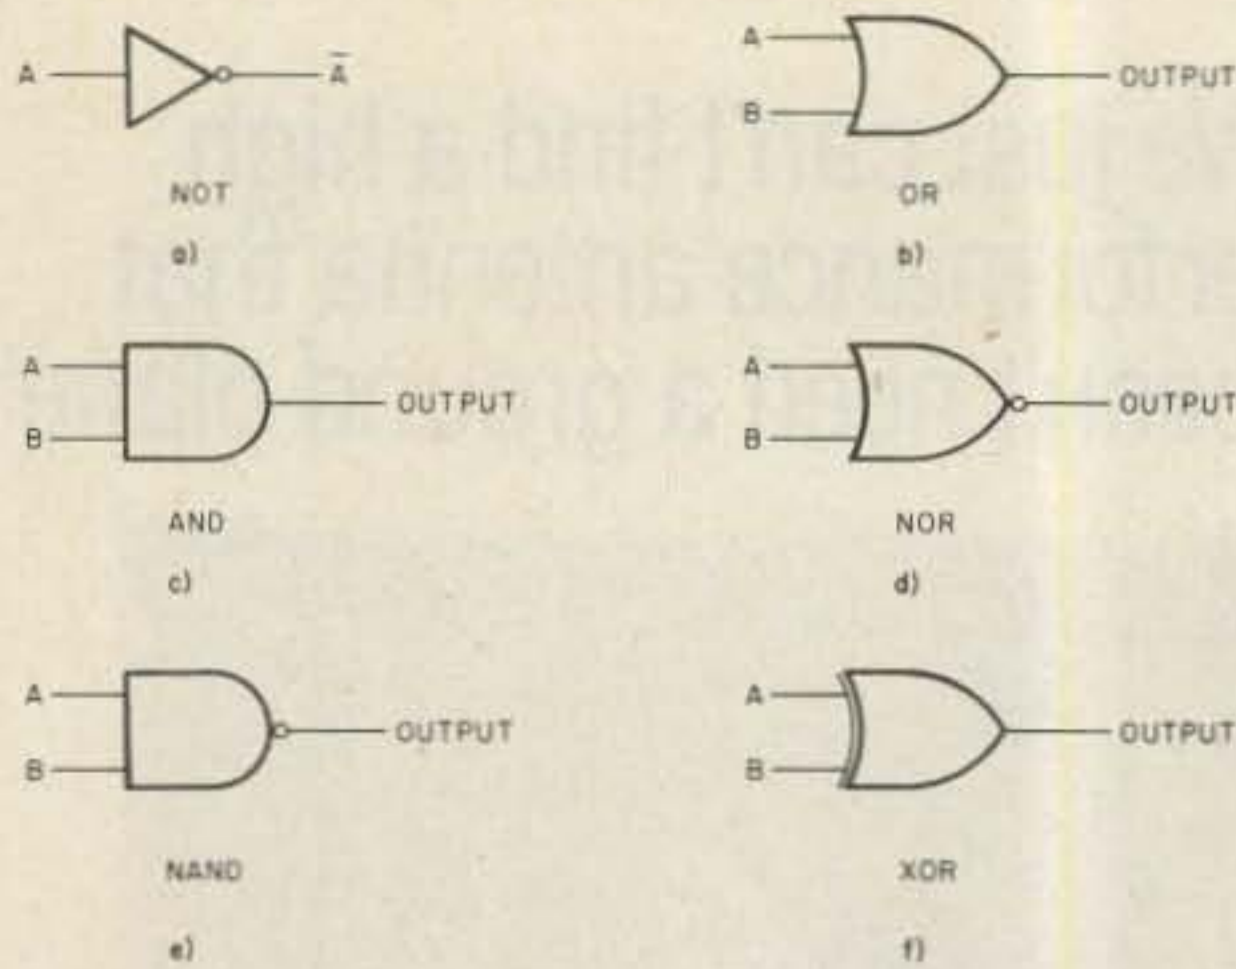 A Ā
NOT
a)
A
B
OUTPUT
OR
b)
A
B
OUTPUT
AND
c)
A
B
OUTPUT
NOR
d)
A
B
OUTPUT
NAND
e)
A
B
OUTPUT
XOR
f)